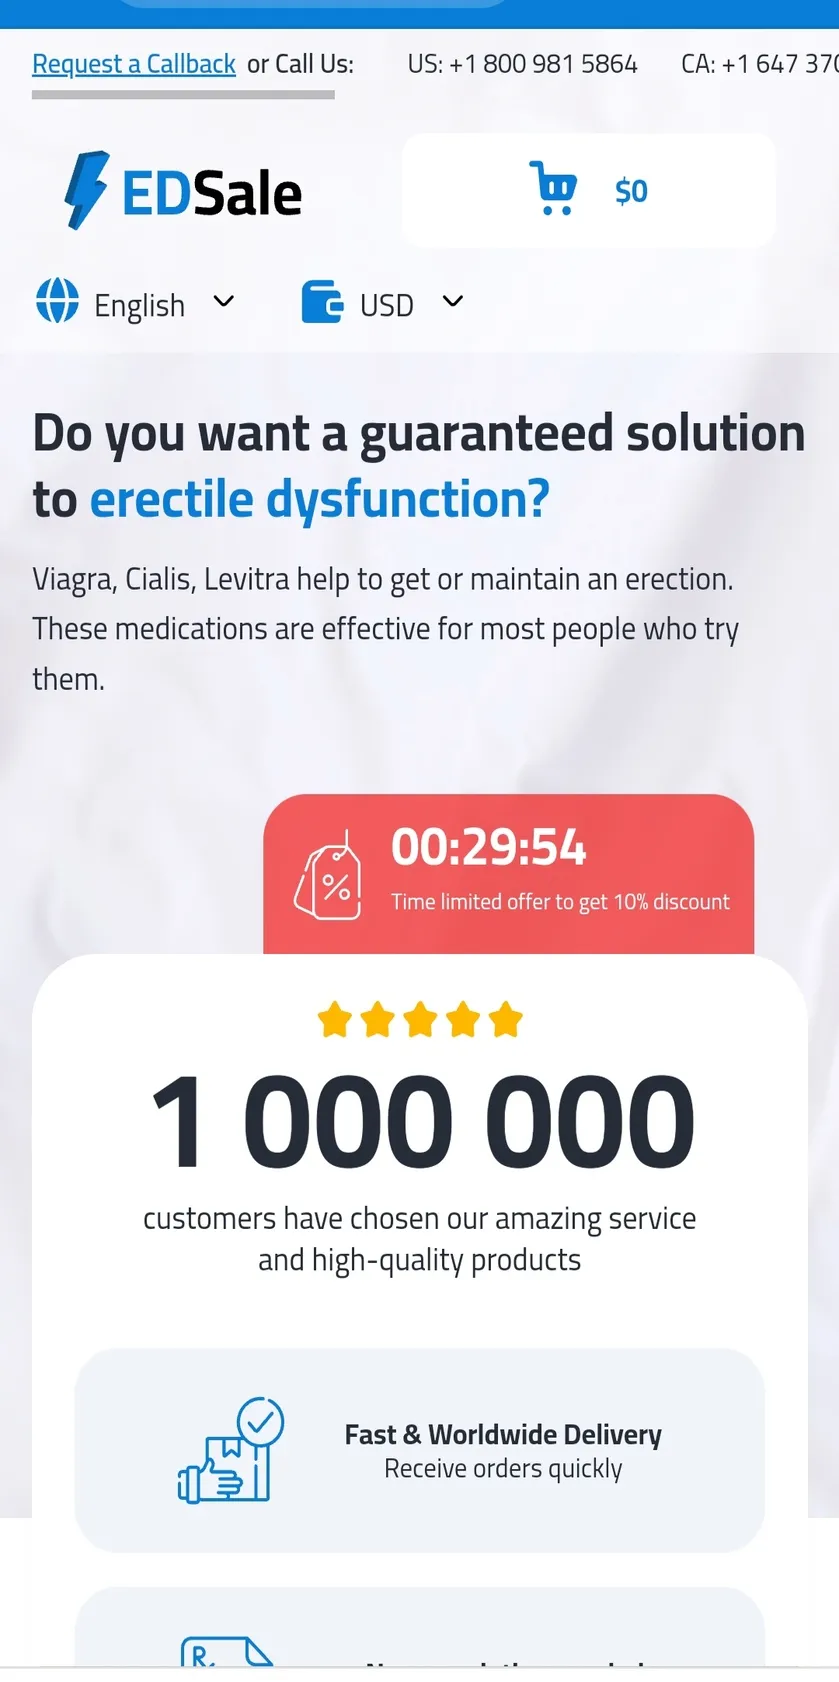 Request a Callback or Call Us: US: +1 800 981 5864 CA: +1 647 370
EDSale
$0
English USD
Do you want a guaranteed solution
to erectile dysfunction?
Viagra, Cialis, Levitra help to get or maintain an erection.
These medications are effective for most people who try
them.
00:29:54
Time limited offer to get 10% discount
1 000 000
customers have chosen our amazing service
and high-quality products
Fast & Worldwide Delivery
Receive orders quickly
R